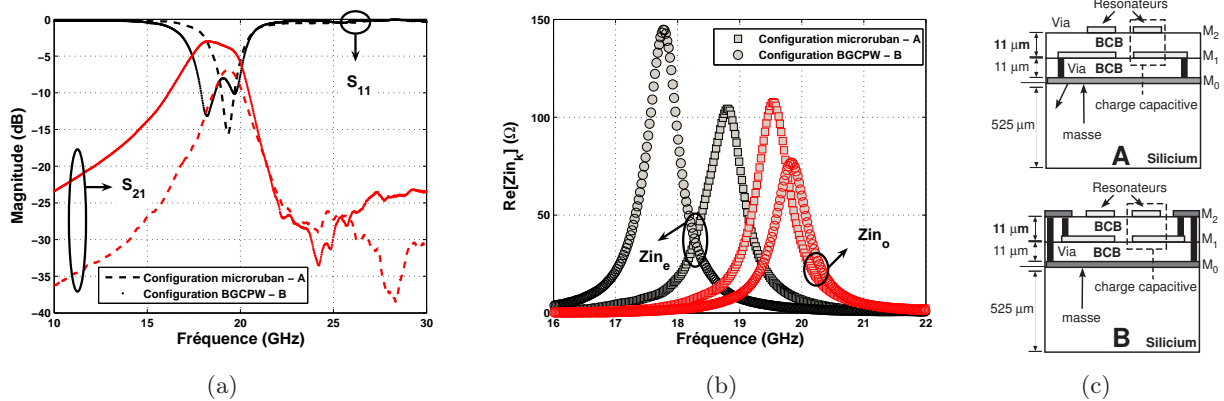 0
−5
−10
−15
−20
−25
−30
−35
−40
10
15
20
25
30
Magnitude (dB)
Fréquence (GHz)
S11
S21
Configuration microruban − A
Configuration BGCPW − B
(a)
150
100
50
0
16
17
18
19
20
21
22
Re[Zin_k] (Ω)
Fréquence (GHz)
Configuration microruban − A
Configuration BGCPW − B
Zin_e
Zin_o
(b)
Resonateurs
Via
M2
11 µm
BCB
M1
11 µm
Via
BCB
M0
charge capacitive
525 µm
masse
A
Silicium
Resonateurs
M2
11 µm
BCB
M1
11 µm
Via
BCB
M0
charge capacitive
525 µm
masse
B
Silicium
(c)